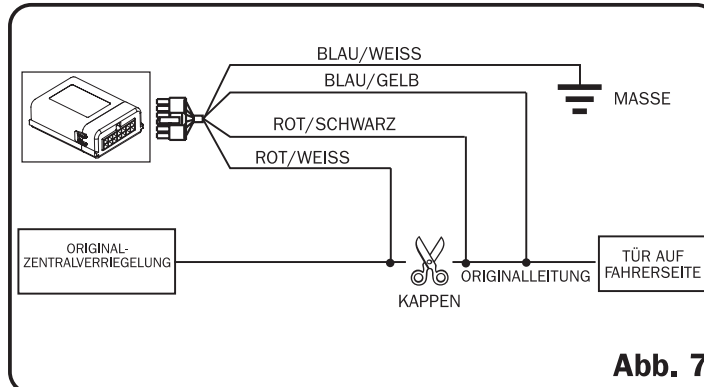 BLAU/WEISS
BLAU/GELB
MASSE
ROT/SCHWARZ
ROT/WEISS
ORIGINAL-
ZENTRALVERRIEGELUNG
KAPPEN
ORIGINALLEITUNG
TÜR AUF
FAHRERSEITE
Abb. 7